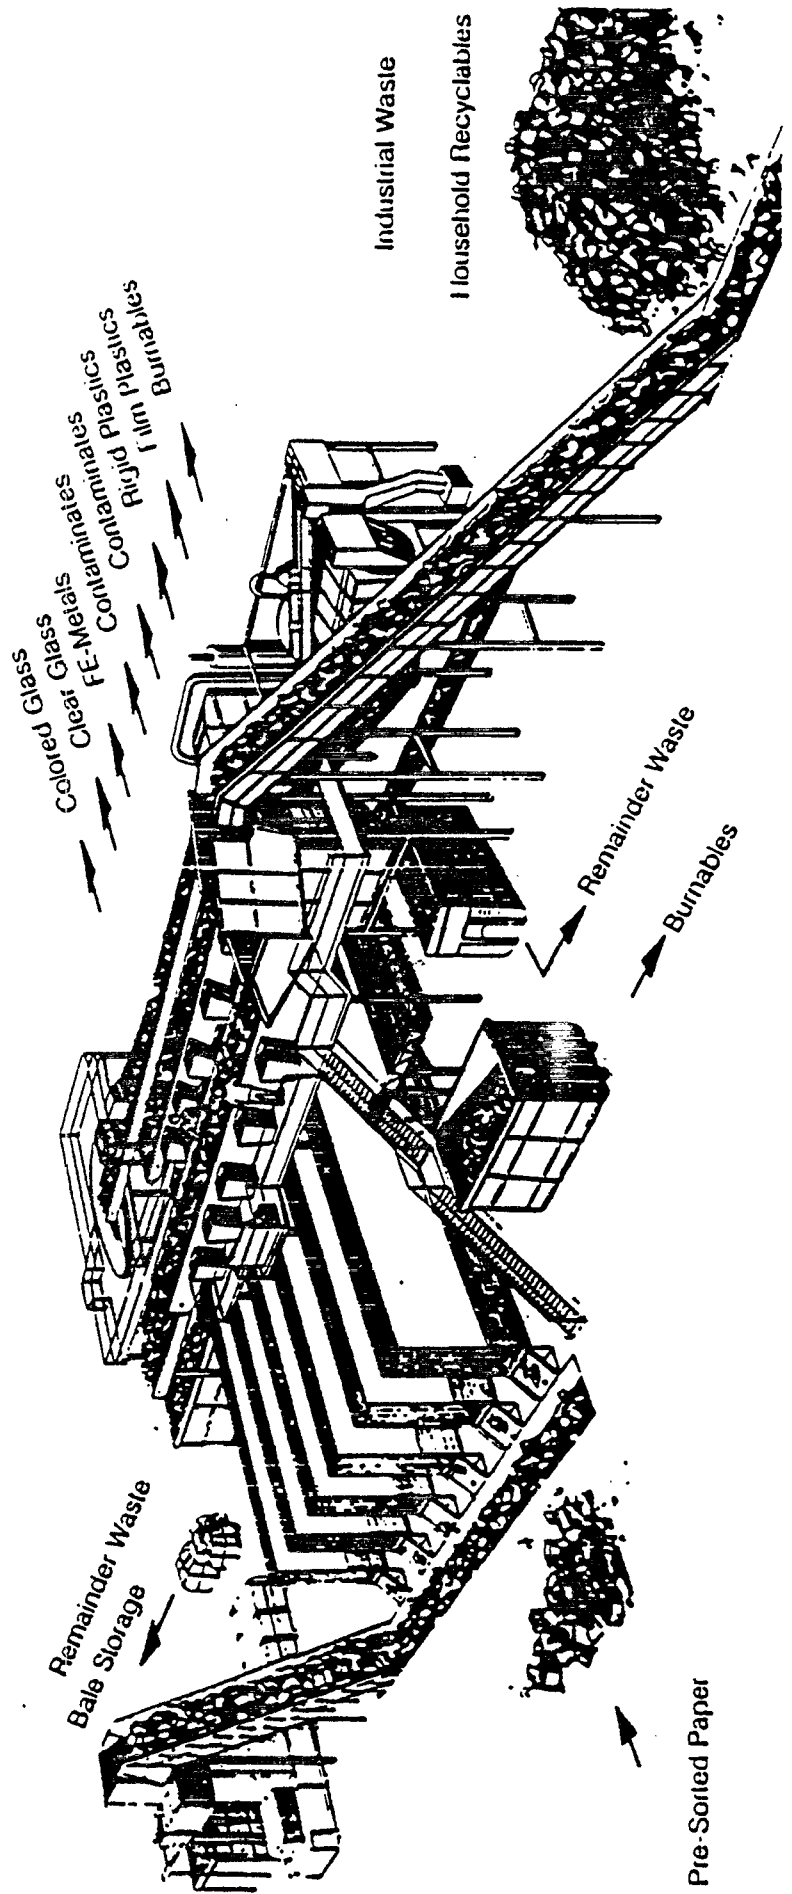 Industrial Waste
Household Recyclables
Colored Glass
Clear Glass
FE-Metals
Contaminates
Contaminates
Rigid Plastics
Film Plastics
Burnables
Remainder Waste
Burnables
Remainder Waste
Bale Storage
Pre-Sorted Paper